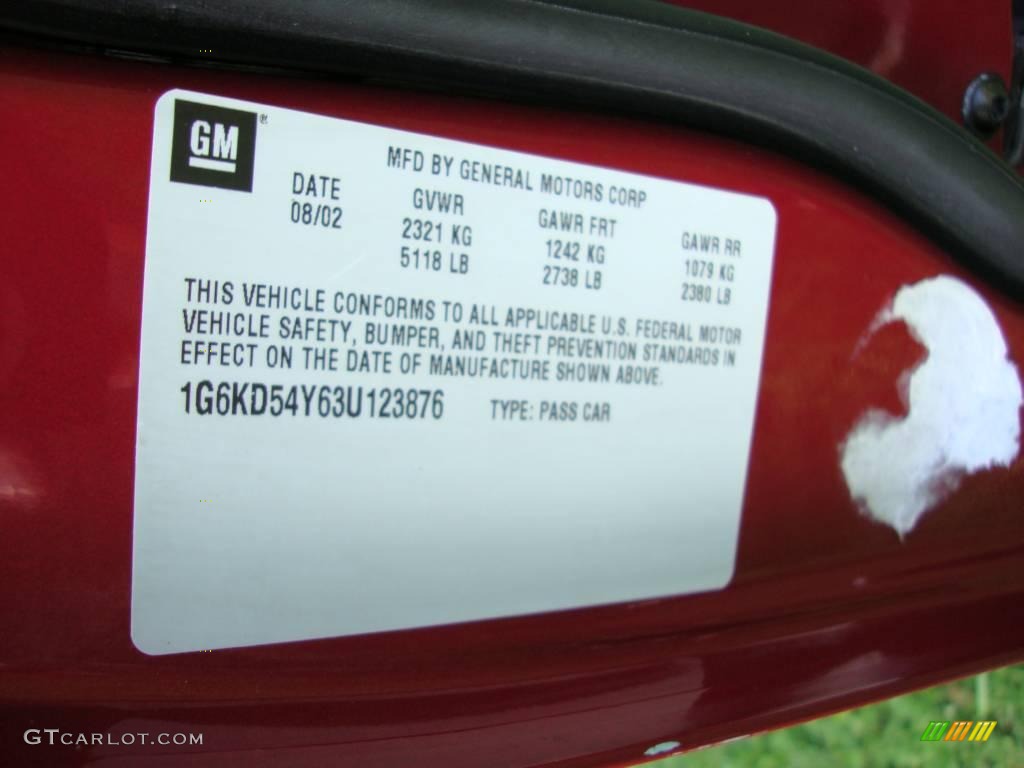 GM®
MFD BY GENERAL MOTORS CORP
DATE GVWR GAWR FRT GAWR RR
08/02 2321 KG 1242 KG 1079 KG
5118 LB 2738 LB 2380 LB
THIS VEHICLE CONFORMS TO ALL APPLICABLE U.S. FEDERAL MOTOR
VEHICLE SAFETY, BUMPER, AND THEFT PREVENTION STANDARDS IN
EFFECT ON THE DATE OF MANUFACTURE SHOWN ABOVE.
1G6KD54Y63U123876 TYPE: PASS CAR
GTCARLOT.COM